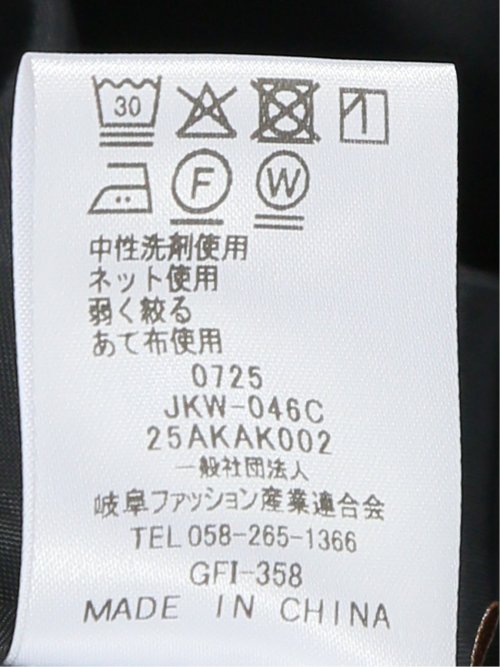 30
F W
中性洗剤使用
ネット使用
弱く絞る
あて布使用
0725
JKW-046C
25AKAK002
一般社団法人
岐阜ファッション産業連合会
TEL 058-265-1366
GFI-358
MADE IN CHINA